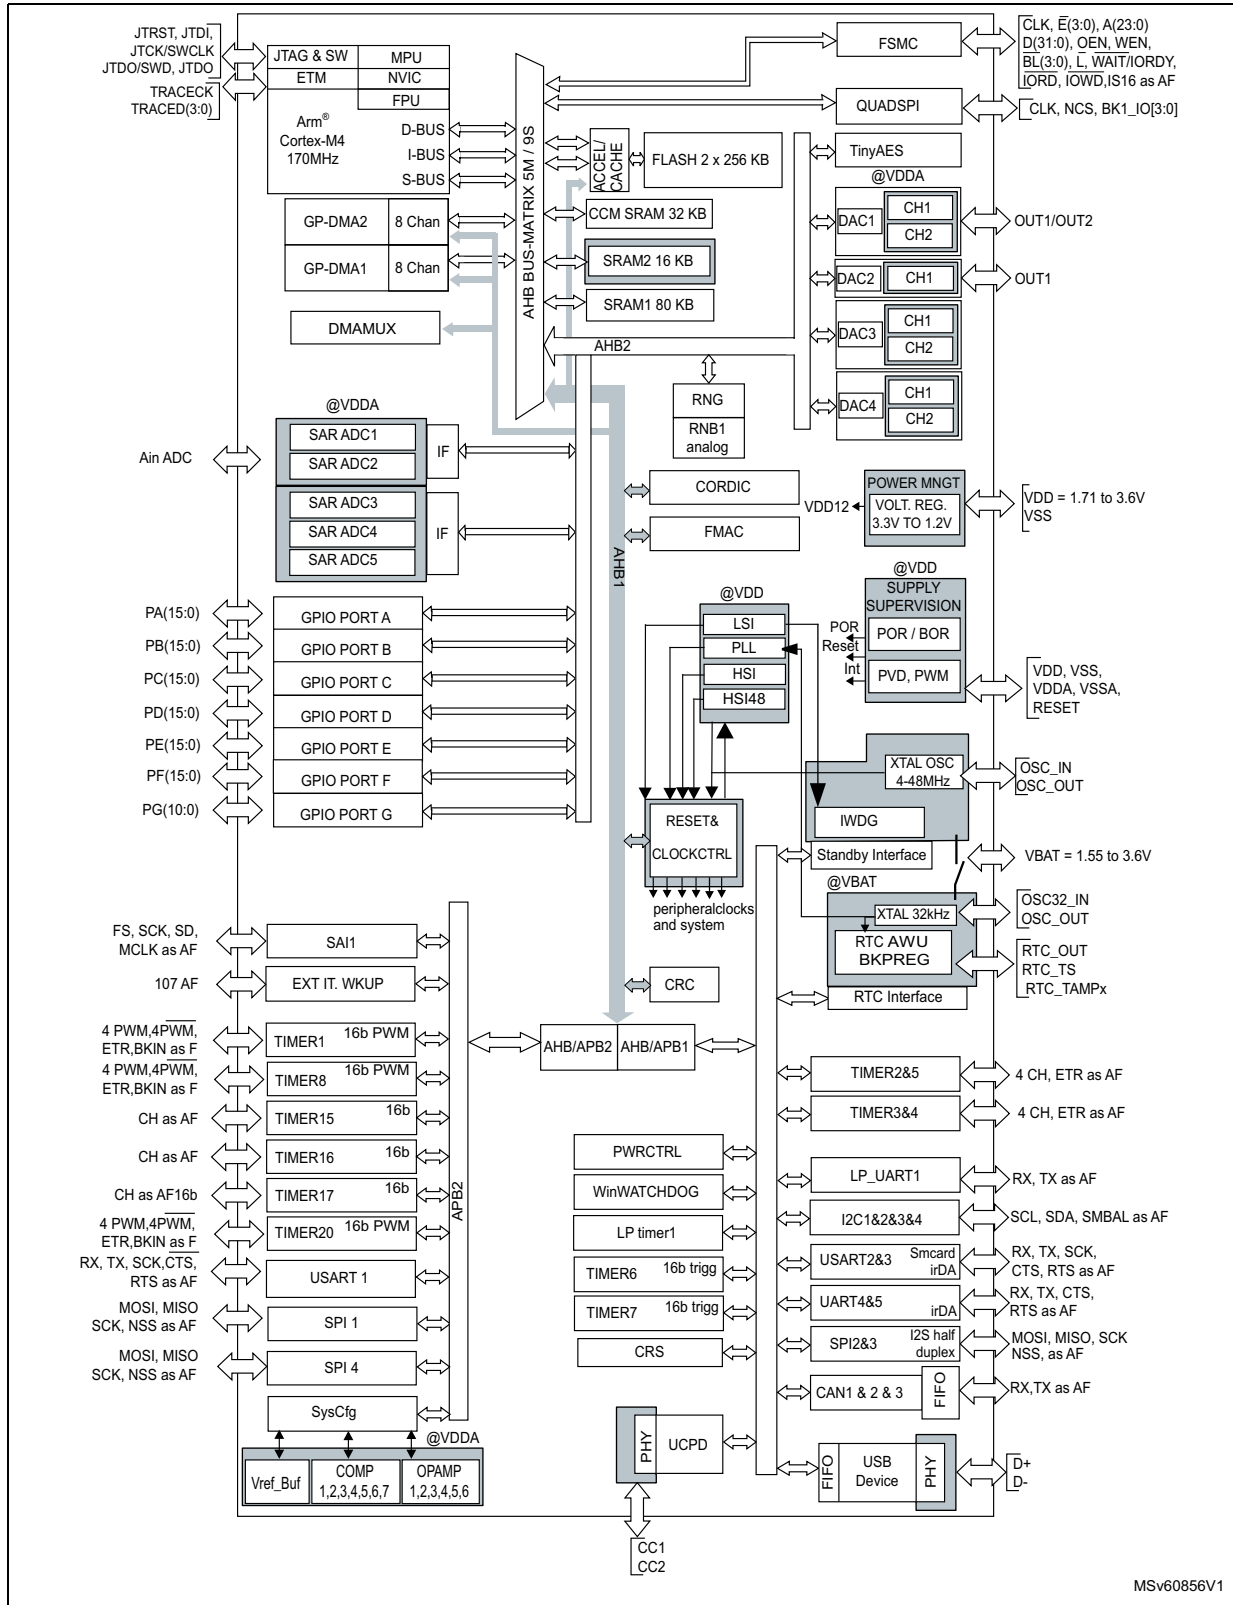 JTRST, JTDI,
JTCK/SWCLK
JTDO/SWD, JTDO
TRACECK
TRACED(3:0)
JTAG & SW
MPU
ETM
NVIC
FPU
Arm®
Cortex-M4
170MHz
D-BUS
I-BUS
S-BUS
GP-DMA2
8 Chan
GP-DMA1
8 Chan
DMAMUX
AHB BUS-MATRIX 5M / 9S
ACCEL/
CACHE
FLASH 2 x 256 KB
CCM SRAM 32 KB
SRAM2 16 KB
SRAM1 80 KB
AHB2
RNG
RNB1
analog
FSMC
CLK, E(3:0), A(23:0)
D(31:0), OEN, WEN,
BL(3:0), L, WAIT/IORDY,
IORD, IOWD,IS16 as AF
QUADSPI
CLK, NCS, BK1_IO[3:0]
TinyAES
@VDDA
DAC1
CH1
CH2
OUT1/OUT2
DAC2
CH1
OUT1
DAC3
CH1
CH2
DAC4
CH1
CH2
@VDDA
Ain ADC
SAR ADC1
SAR ADC2
IF
SAR ADC3
SAR ADC4
SAR ADC5
IF
AHB1
CORDIC
FMAC
POWER MNGT
VDD12
VOLT. REG.
3.3V TO 1.2V
VDD = 1.71 to 3.6V
VSS
@VDD
SUPPLY
SUPERVISION
POR
Reset
Int
POR / BOR
PVD, PWM
VDD, VSS,
VDDA, VSSA,
RESET
@VDD
LSI
PLL
HSI
HSI48
PA(15:0)
GPIO PORT A
PB(15:0)
GPIO PORT B
PC(15:0)
GPIO PORT C
PD(15:0)
GPIO PORT D
PE(15:0)
GPIO PORT E
PF(15:0)
GPIO PORT F
PG(10:0)
GPIO PORT G
RESET&
CLOCKCTRL
peripheralclocks
and system
XTAL OSC
4-48MHz
OSC_IN
OSC_OUT
IWDG
Standby Interface
VBAT = 1.55 to 3.6V
@VBAT
XTAL 32kHz
OSC32_IN
OSC_OUT
RTC AWU
BKPREG
RTC_OUT
RTC_TS
RTC_TAMPx
RTC Interface
CRC
AHB/APB2
AHB/APB1
FS, SCK, SD,
MCLK as AF
SAI1
107 AF
EXT IT. WKUP
4 PWM,4PWM,
ETR,BKIN as F
TIMER1
16b PWM
4 PWM,4PWM,
ETR,BKIN as F
TIMER8
16b PWM
CH as AF
TIMER15
16b
CH as AF
TIMER16
16b
CH as AF16b
TIMER17
16b
4 PWM,4PWM,
ETR,BKIN as F
TIMER20
16b PWM
RX, TX, SCK,CTS,
RTS as AF
USART 1
MOSI, MISO
SCK, NSS as AF
SPI 1
MOSI, MISO
SCK, NSS as AF
SPI 4
APB2
SysCfg
@VDDA
Vref_Buf
COMP
1,2,3,4,5,6,7
OPAMP
1,2,3,4,5,6
PWRCTRL
WinWATCHDOG
LP timer1
TIMER6
16b trigg
TIMER7
16b trigg
CRS
PHY
UCPD
CC1
CC2
TIMER2&5
4 CH, ETR as AF
TIMER3&4
4 CH, ETR as AF
LP_UART1
RX, TX as AF
I2C1&2&3&4
SCL, SDA, SMBAL as AF
USART2&3
Smcard
irDA
RX, TX, SCK,
CTS, RTS as AF
UART4&5
irDA
RX, TX, CTS,
RTS as AF
SPI2&3
I2S half
duplex
MOSI, MISO, SCK
NSS, as AF
CAN1 & 2 & 3
FIFO
RX,TX as AF
FIFO
USB
Device
PHY
D+
D-
MSv60856V1